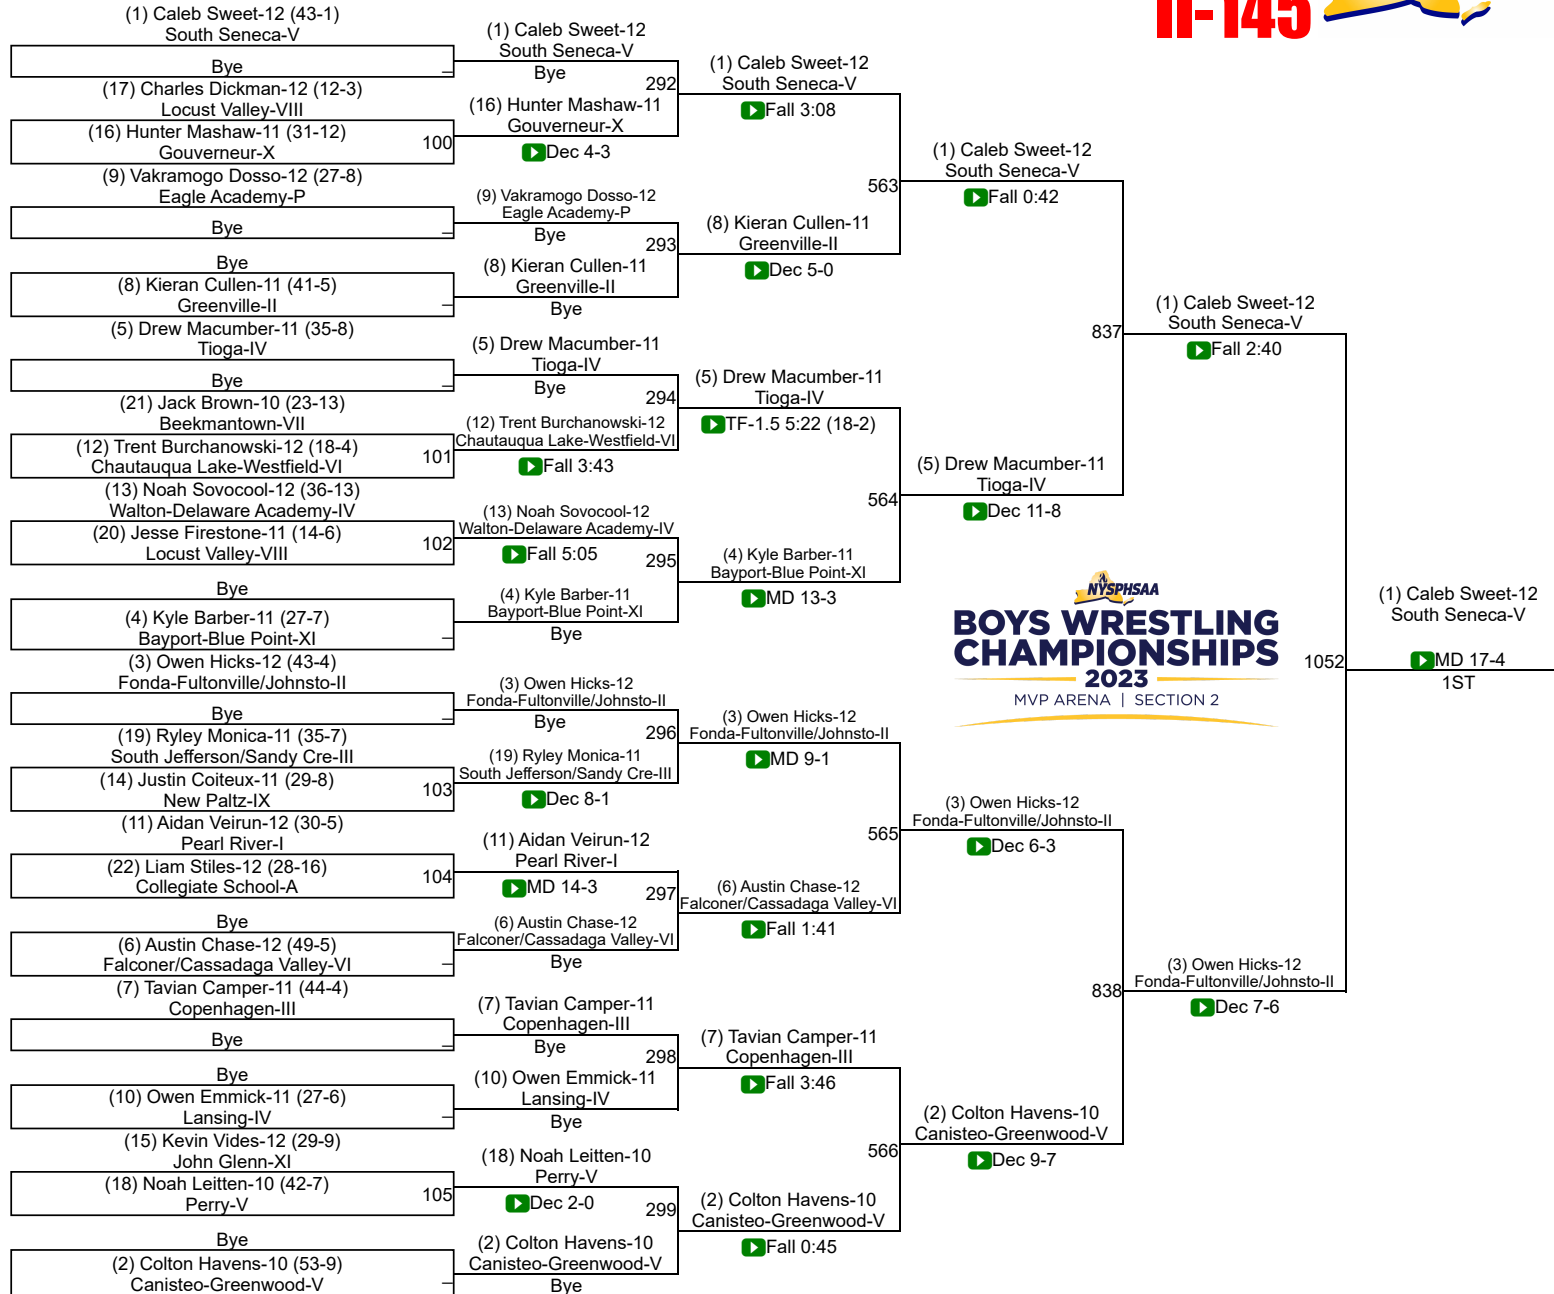 II-145
(1) Caleb Sweet-12 (43-1)
South Seneca-V
Bye
(17) Charles Dickman-12 (12-3)
Locust Valley-VIII
(16) Hunter Mashaw-11 (31-12)
Gouverneur-X
100
(9) Vakramogo Dosso-12 (27-8)
Eagle Academy-P
Bye
Bye
(8) Kieran Cullen-11 (41-5)
Greenville-II
(5) Drew Macumber-11 (35-8)
Tioga-IV
Bye
(21) Jack Brown-10 (23-13)
Beekmantown-VII
(12) Trent Burchanowski-12 (18-4)
Chautauqua Lake-Westfield-VI
101
(13) Noah Sovocool-12 (36-13)
Walton-Delaware Academy-IV
(20) Jesse Firestone-11 (14-6)
Locust Valley-VIII
102
Bye
(4) Kyle Barber-11 (27-7)
Bayport-Blue Point-XI
(3) Owen Hicks-12 (43-4)
Fonda-Fultonville/Johnsto-II
Bye
(19) Ryley Monica-11 (35-7)
South Jefferson/Sandy Cre-III
(14) Justin Coiteux-11 (29-8)
New Paltz-IX
103
(11) Aidan Veirun-12 (30-5)
Pearl River-I
(22) Liam Stiles-12 (28-16)
Collegiate School-A
104
Bye
(6) Austin Chase-12 (49-5)
Falconer/Cassadaga Valley-VI
(7) Tavian Camper-11 (44-4)
Copenhagen-III
Bye
Bye
(10) Owen Emmick-11 (27-6)
Lansing-IV
(15) Kevin Vides-12 (29-9)
John Glenn-XI
(18) Noah Leitten-10 (42-7)
Perry-V
105
Bye
(2) Colton Havens-10 (53-9)
Canisteo-Greenwood-V
(1) Caleb Sweet-12
South Seneca-V
Bye
292
(16) Hunter Mashaw-11
Gouverneur-X
Dec 4-3
(9) Vakramogo Dosso-12
Eagle Academy-P
Bye
293
(8) Kieran Cullen-11
Greenville-II
Bye
(5) Drew Macumber-11
Tioga-IV
Bye
294
(12) Trent Burchanowski-12
Chautauqua Lake-Westfield-VI
Fall 3:43
(13) Noah Sovocool-12
Walton-Delaware Academy-IV
Fall 5:05
295
(4) Kyle Barber-11
Bayport-Blue Point-XI
Bye
(3) Owen Hicks-12
Fonda-Fultonville/Johnsto-II
Bye
296
(19) Ryley Monica-11
South Jefferson/Sandy Cre-III
Dec 8-1
(11) Aidan Veirun-12
Pearl River-I
MD 14-3
297
(6) Austin Chase-12
Falconer/Cassadaga Valley-VI
Bye
(7) Tavian Camper-11
Copenhagen-III
Bye
298
(10) Owen Emmick-11
Lansing-IV
Bye
(18) Noah Leitten-10
Perry-V
Dec 2-0
299
(2) Colton Havens-10
Canisteo-Greenwood-V
Bye
(1) Caleb Sweet-12
South Seneca-V
Fall 3:08
563
(8) Kieran Cullen-11
Greenville-II
Dec 5-0
(5) Drew Macumber-11
Tioga-IV
TF-1.5 5:22 (18-2)
564
(4) Kyle Barber-11
Bayport-Blue Point-XI
MD 13-3
(3) Owen Hicks-12
Fonda-Fultonville/Johnsto-II
MD 9-1
565
(6) Austin Chase-12
Falconer/Cassadaga Valley-VI
Fall 1:41
(7) Tavian Camper-11
Copenhagen-III
Fall 3:46
566
(2) Colton Havens-10
Canisteo-Greenwood-V
Fall 0:45
(1) Caleb Sweet-12
South Seneca-V
Fall 0:42
837
(5) Drew Macumber-11
Tioga-IV
Dec 11-8
NYSPHSAA
BOYS WRESTLING
CHAMPIONSHIPS
2023
MVP ARENA | SECTION 2
(3) Owen Hicks-12
Fonda-Fultonville/Johnsto-II
Dec 6-3
838
(2) Colton Havens-10
Canisteo-Greenwood-V
Dec 9-7
(1) Caleb Sweet-12
South Seneca-V
Fall 2:40
1052
(3) Owen Hicks-12
Fonda-Fultonville/Johnsto-II
Dec 7-6
(1) Caleb Sweet-12
South Seneca-V
MD 17-4
1ST